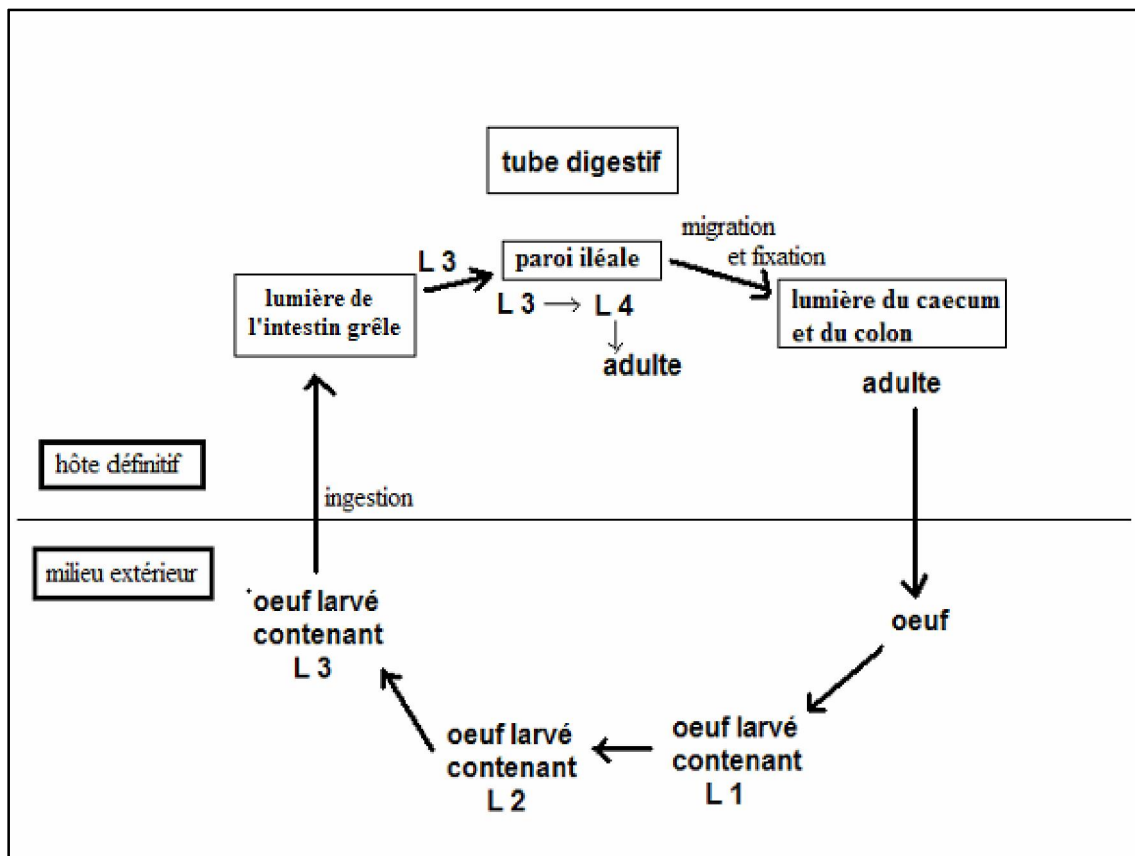 tube digestif
migration
et fixation
L 3
paroi iléale
lumière de
l'intestin grêle
L 3 → L 4
↓
adulte
lumière du caecum
et du colon
adulte
hôte définitif
ingestion
milieu extérieur
oeuf larvé
contenant
L 3
oeuf
oeuf larvé
contenant
L 2
oeuf larvé
contenant
L 1